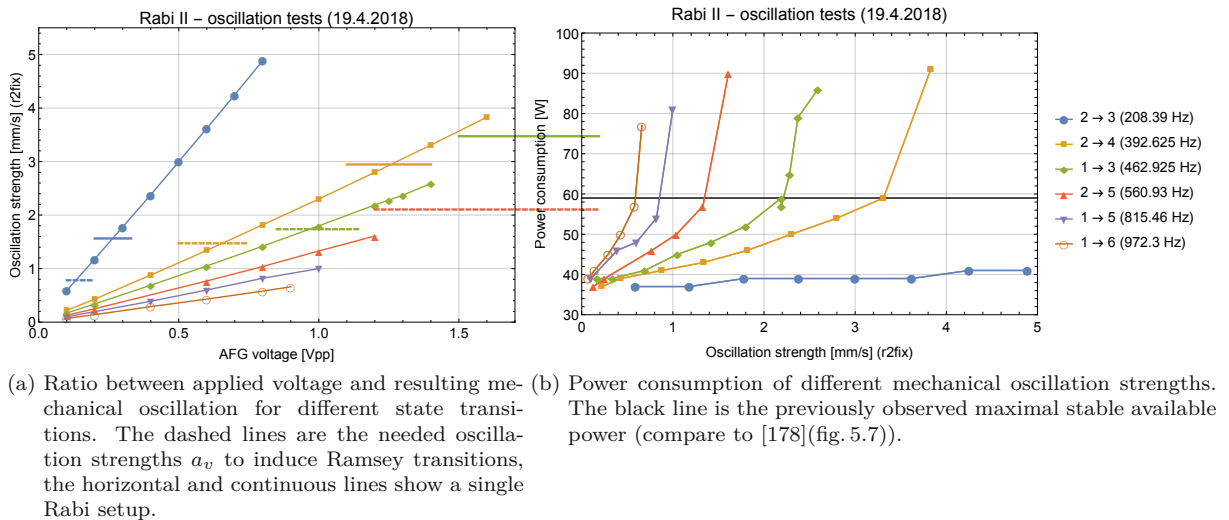 Rabi II – oscillation tests (19.4.2018)
Oscillation strength [mm/s] (r2fix)
5
4
3
2
1
0
0.0 0.5 1.0 1.5
AFG voltage [Vpp]
Rabi II – oscillation tests (19.4.2018)
Power consumption [W]
100
90
80
70
60
50
40
30
0 1 2 3 4 5
Oscillation strength [mm/s] (r2fix)
2 → 3 (208.39 Hz)
2 → 4 (392.625 Hz)
1 → 3 (462.925 Hz)
2 → 5 (560.93 Hz)
1 → 5 (815.46 Hz)
1 → 6 (972.3 Hz)
(a) Ratio between applied voltage and resulting me-
chanical oscillation for different state transi-
tions. The dashed lines are the needed oscilla-
tion strengths a_v to induce Ramsey transitions,
the horizontal and continuous lines show a single
Rabi setup.
(b) Power consumption of different mechanical oscillation strengths.
The black line is the previously observed maximal stable available
power (compare to [178](fig. 5.7)).